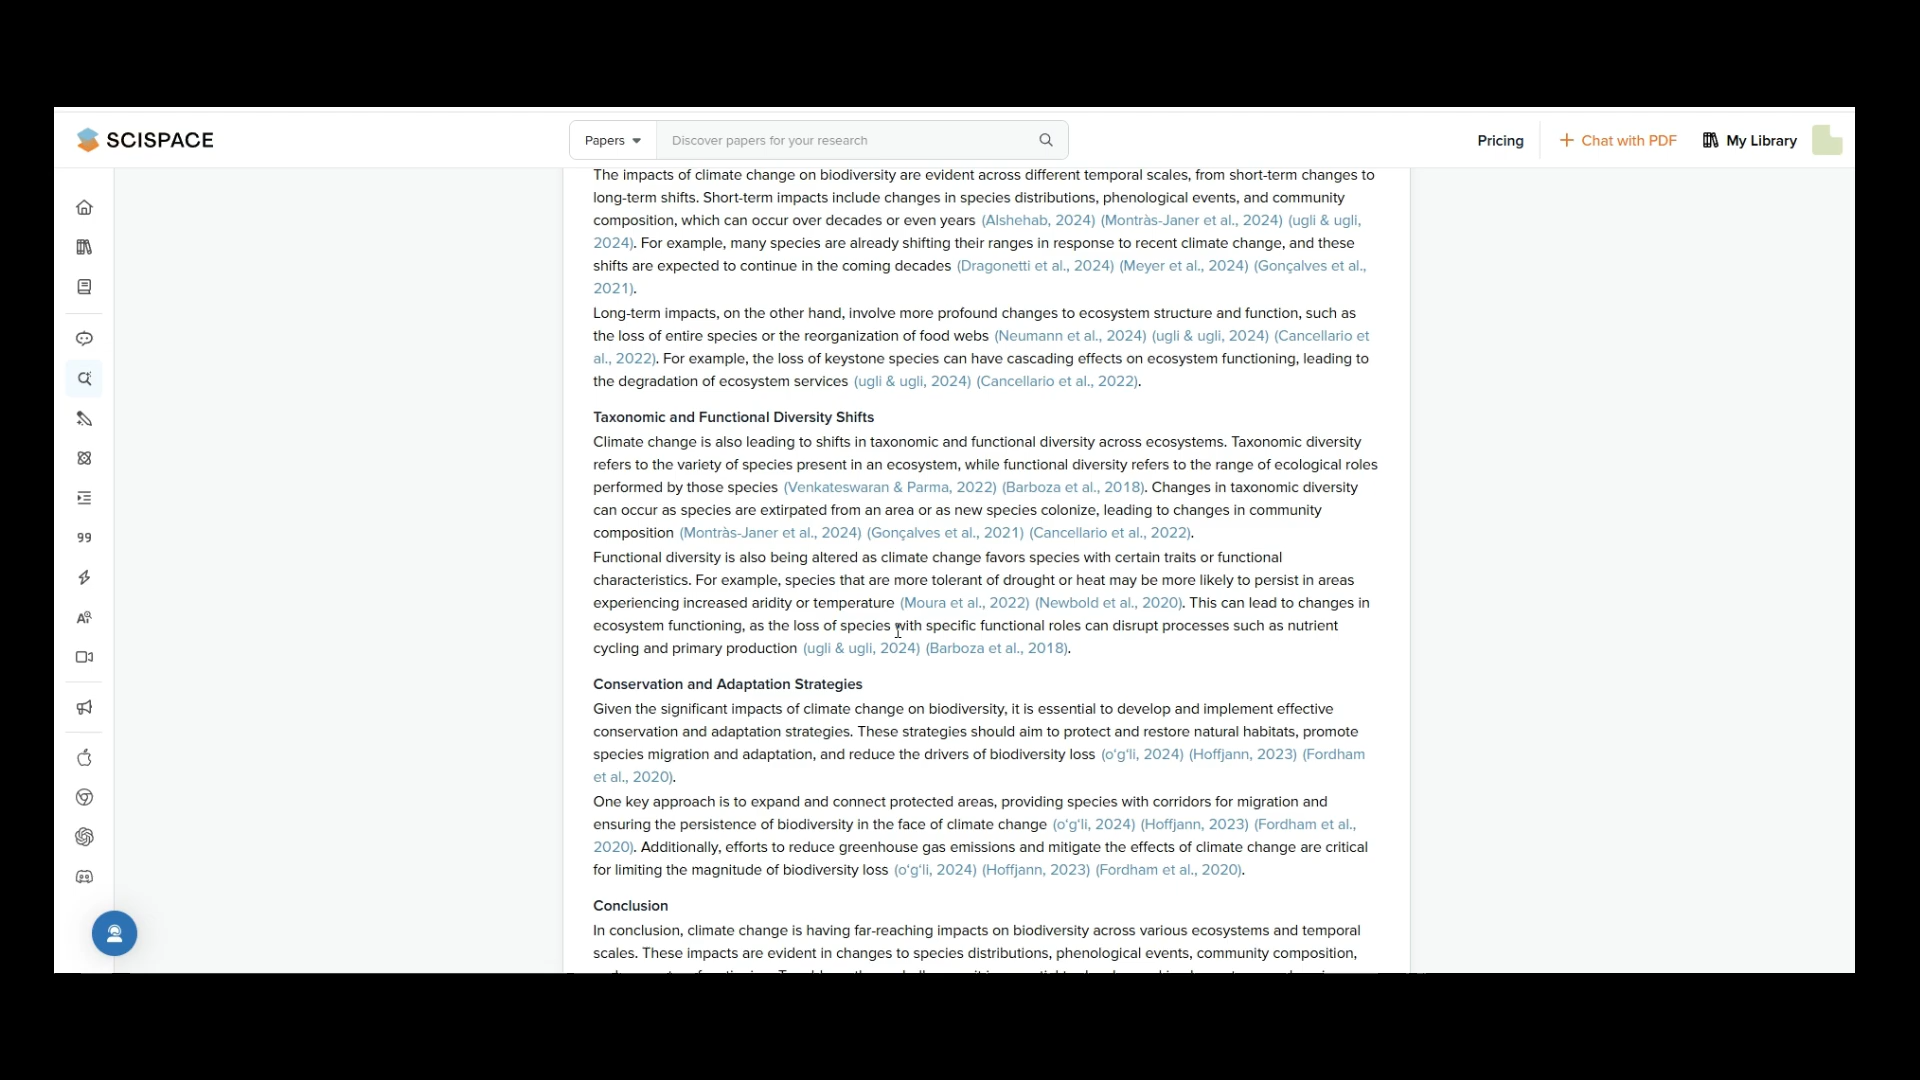 SCISPACE
Papers
Discover papers for your research
Pricing
Chat with PDF
My Library
The impacts of climate change on biodiversity are evident across different temporal scales, from short-term changes to
long-term shifts. Short-term impacts include changes in species distributions, phenological events, and community
composition, which can occur over decades or even years (Alshehab, 2024) (Montràs-Janer et al., 2024) (ugli & ugli,
2024). For example, many species are already shifting their ranges in response to recent climate change, and these
shifts are expected to continue in the coming decades (Dragonetti et al., 2024) (Meyer et al., 2024) (Gonçalves et al.,
2021).
Long-term impacts, on the other hand, involve more profound changes to ecosystem structure and function, such as
the loss of entire species or the reorganization of food webs (Neumann et al., 2024) (ugli & ugli, 2024) (Cancellario et
al., 2022). For example, the loss of keystone species can have cascading effects on ecosystem functioning, leading to
the degradation of ecosystem services (ugli & ugli, 2024) (Cancellario et al., 2022).
Taxonomic and Functional Diversity Shifts
Climate change is also leading to shifts in taxonomic and functional diversity across ecosystems. Taxonomic diversity
refers to the variety of species present in an ecosystem, while functional diversity refers to the range of ecological roles
performed by those species (Venkateswaran & Parma, 2022) (Barboza et al., 2018). Changes in taxonomic diversity
can occur as species are extirpated from an area or as new species colonize, leading to changes in community
composition (Montràs-Janer et al., 2024) (Gonçalves et al., 2021) (Cancellario et al., 2022).
Functional diversity is also being altered as climate change favors species with certain traits or functional
characteristics. For example, species that are more tolerant of drought or heat may be more likely to persist in areas
experiencing increased aridity or temperature (Moura et al., 2022) (Newbold et al., 2020). This can lead to changes in
ecosystem functioning, as the loss of species with specific functional roles can disrupt processes such as nutrient
cycling and primary production (ugli & ugli, 2024) (Barboza et al., 2018).
Conservation and Adaptation Strategies
Given the significant impacts of climate change on biodiversity, it is essential to develop and implement effective
conservation and adaptation strategies. These strategies should aim to protect and restore natural habitats, promote
species migration and adaptation, and reduce the drivers of biodiversity loss (o'g'li, 2024) (Hoffjann, 2023) (Fordham
et al., 2020).
One key approach is to expand and connect protected areas, providing species with corridors for migration and
ensuring the persistence of biodiversity in the face of climate change (o'g'li, 2024) (Hoffjann, 2023) (Fordham et al.,
2020). Additionally, efforts to reduce greenhouse gas emissions and mitigate the effects of climate change are critical
for limiting the magnitude of biodiversity loss (o'g'li, 2024) (Hoffjann, 2023) (Fordham et al., 2020).
Conclusion
In conclusion, climate change is having far-reaching impacts on biodiversity across various ecosystems and temporal
scales. These impacts are evident in changes to species distributions, phenological events, community composition,